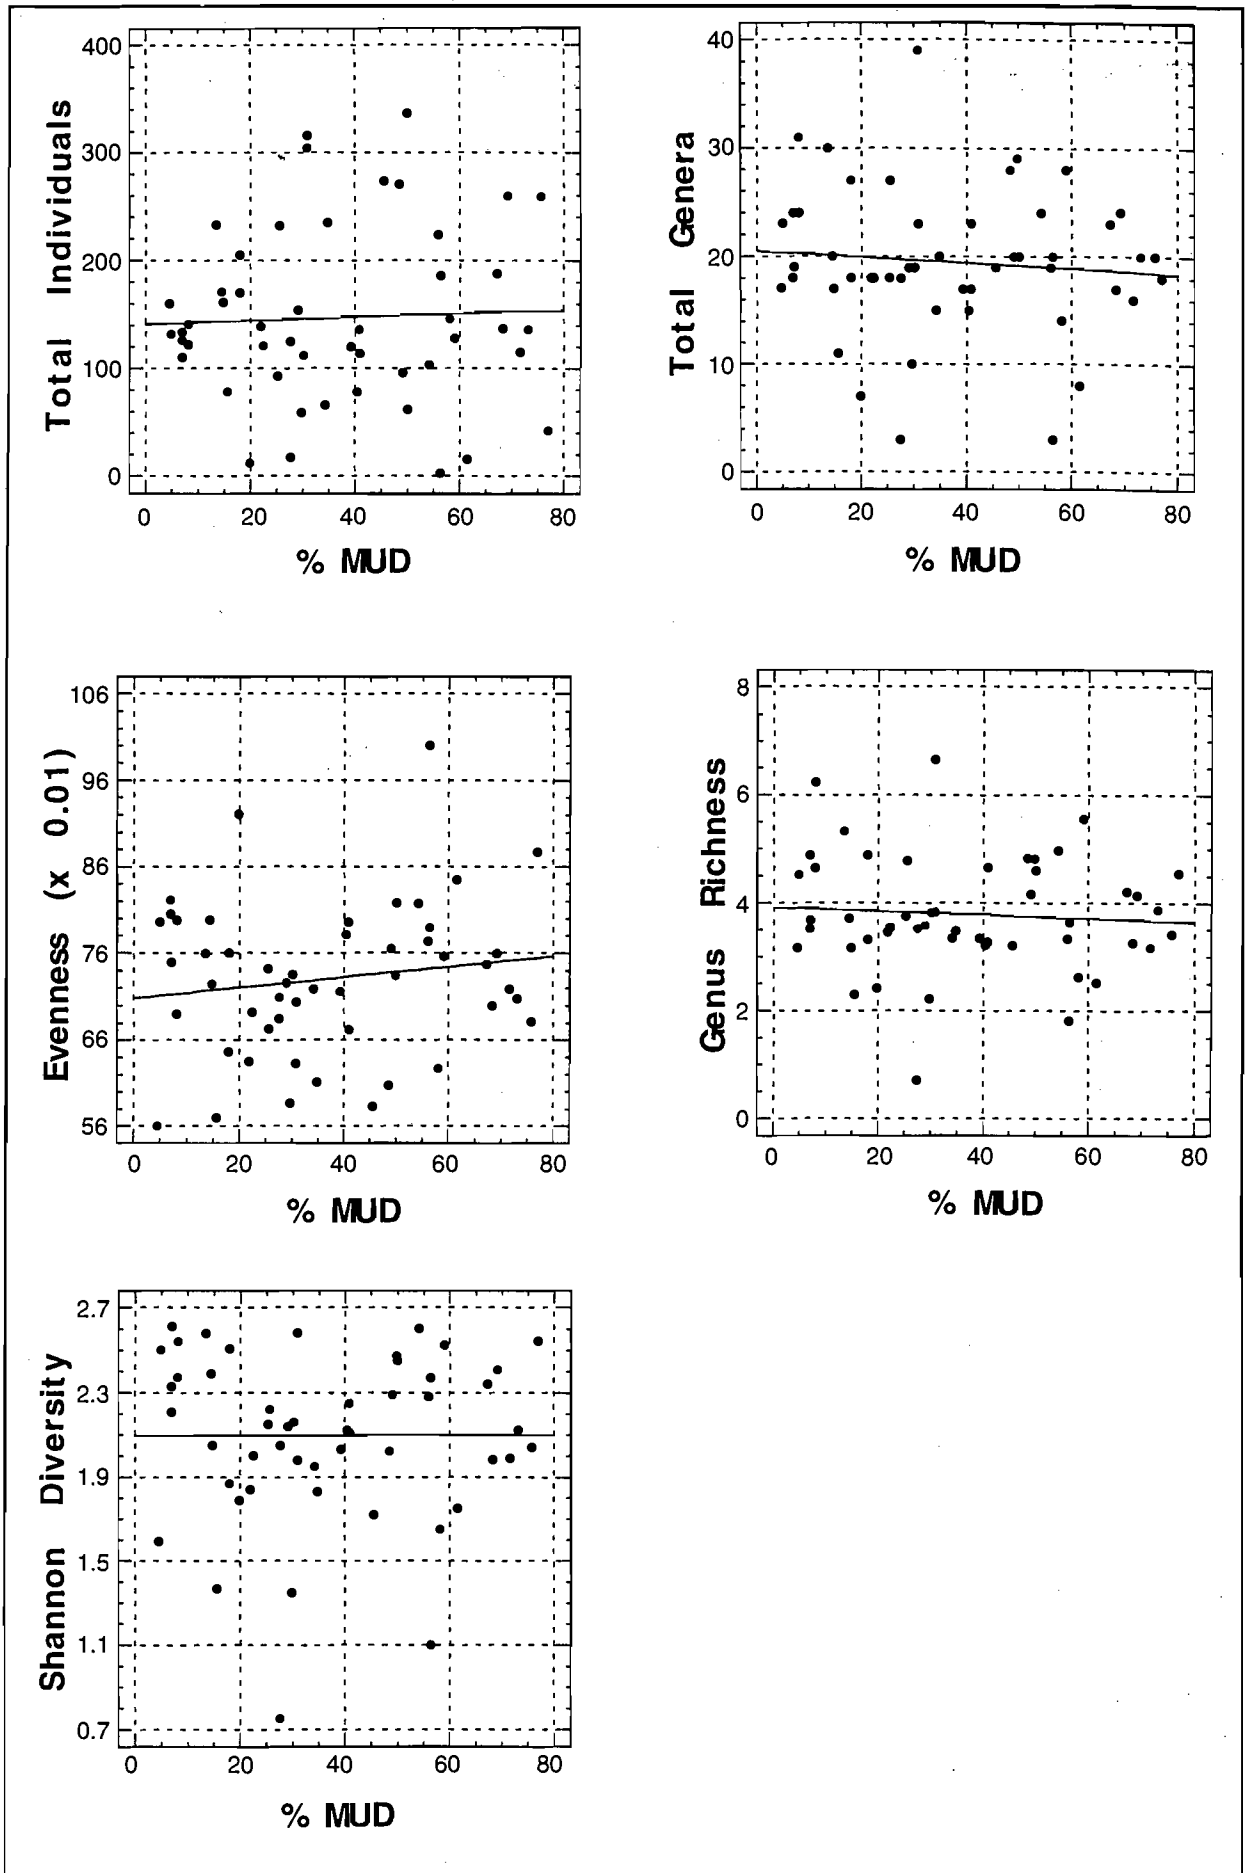 Total Individuals
400
300
200
100
0
0 20 40 60 80
% MUD
Total Genera
40
30
20
10
0
0 20 40 60 80
% MUD
Evenness (x 0.01)
106
96
86
76
66
56
0 20 40 60 80
% MUD
Genus Richness
8
6
4
2
0
0 20 40 60 80
% MUD
Shannon Diversity
2.7
2.3
1.9
1.5
1.1
0.7
0 20 40 60 80
% MUD